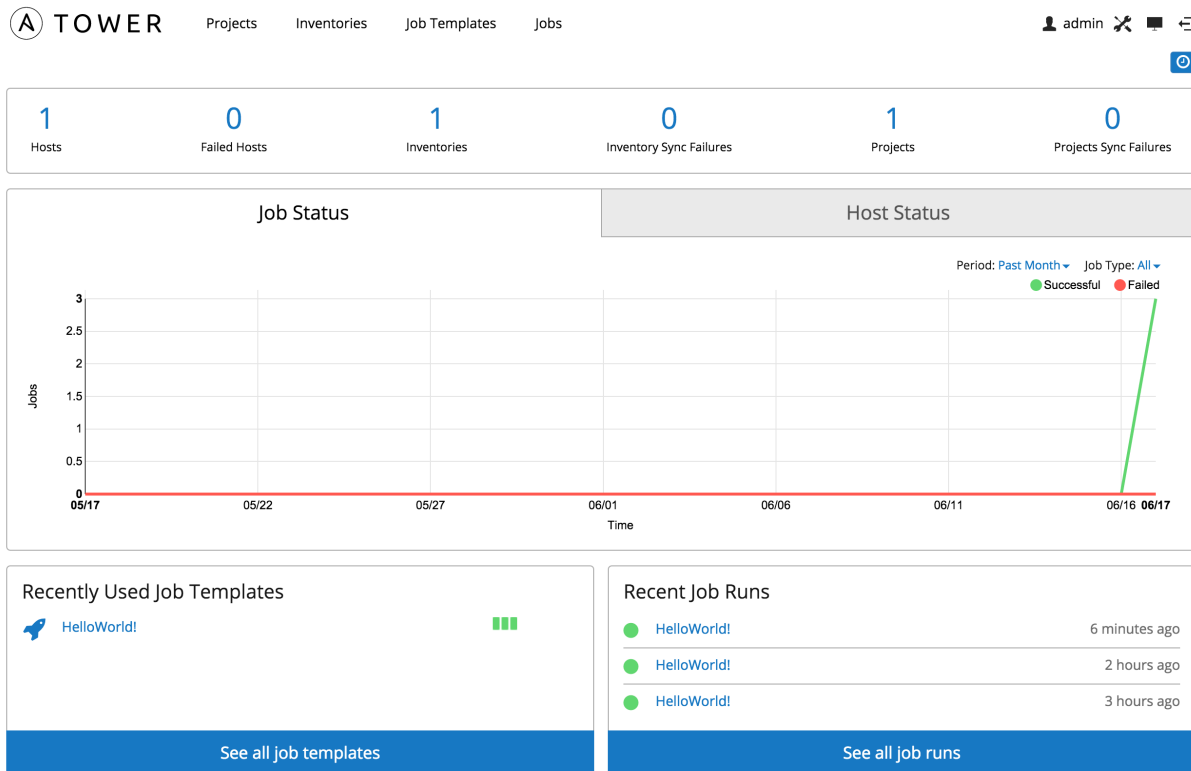 A TOWER Projects Inventories Job Templates Jobs admin
1 0 1 0 1 0
Hosts Failed Hosts Inventories Inventory Sync Failures Projects Projects Sync Failures
Job Status Host Status
Period: Past Month Job Type: All
Successful Failed
3
2.5
2
1.5
1
0.5
0
Jobs
05/17 05/22 05/27 06/01 06/06 06/11 06/16 06/17
Time
Recently Used Job Templates
HelloWorld!
See all job templates
Recent Job Runs
HelloWorld! 6 minutes ago
HelloWorld! 2 hours ago
HelloWorld! 3 hours ago
See all job runs